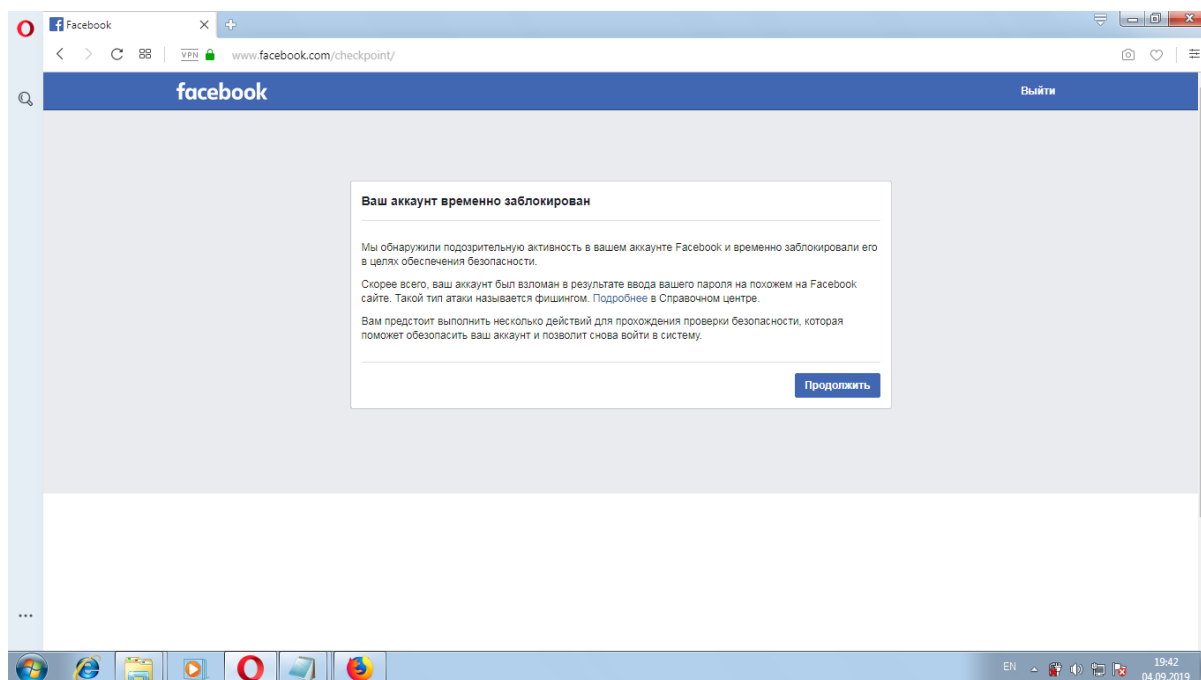 Facebook
VPN www.facebook.com/checkpoint/
facebook
Выйти
Ваш аккаунт временно заблокирован
Мы обнаружили подозрительную активность в вашем аккаунте Facebook и временно заблокировали его
в целях обеспечения безопасности.
Скорее всего, ваш аккаунт был взломан в результате ввода вашего пароля на похожем на Facebook
сайте. Такой тип атаки называется фишингом. Подробнее в Справочном центре.
Вам предстоит выполнить несколько действий для прохождения проверки безопасности, которая
поможет обезопасить ваш аккаунт и позволит снова войти в систему.
Продолжить
EN
19:42
04.09.2019